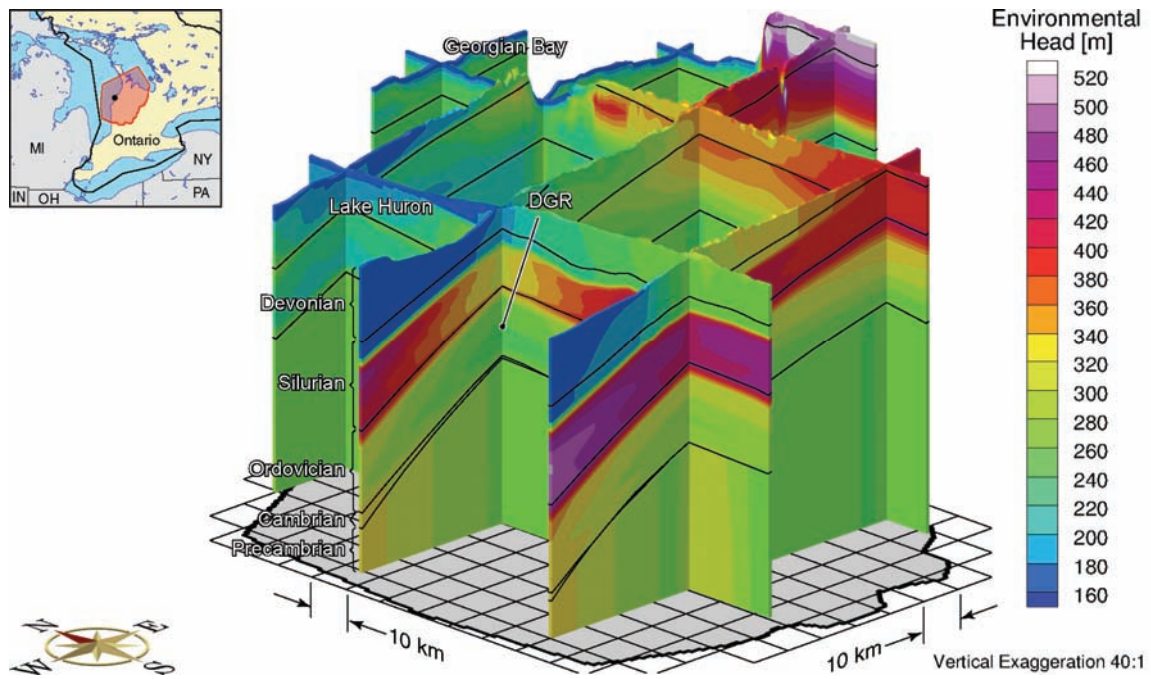 MI
Ontario
NY
IN
OH
PA
Georgian Bay
Lake Huron
DGR
Devonian
Silurian
Ordovician
Cambrian
Precambrian
10 km
10 km
N
E
W
S
Environmental
Head [m]
520
500
480
460
440
420
400
380
360
340
320
300
280
260
240
220
200
180
160
Vertical Exaggeration 40:1